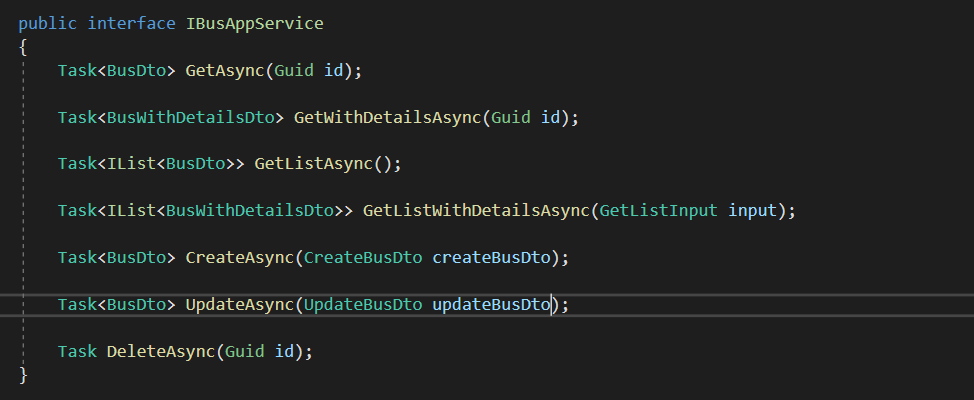 public interface IBusAppService
{
Task<BusDto> GetAsync(Guid id);
Task<BusWithDetailsDto> GetWithDetailsAsync(Guid id);
Task<IList<BusDto>> GetListAsync();
Task<IList<BusWithDetailsDto>> GetListWithDetailsAsync(GetListInput input);
Task<BusDto> CreateAsync(CreateBusDto createBusDto);
Task<BusDto> UpdateAsync(UpdateBusDto updateBusDto);
Task DeleteAsync(Guid id);
}